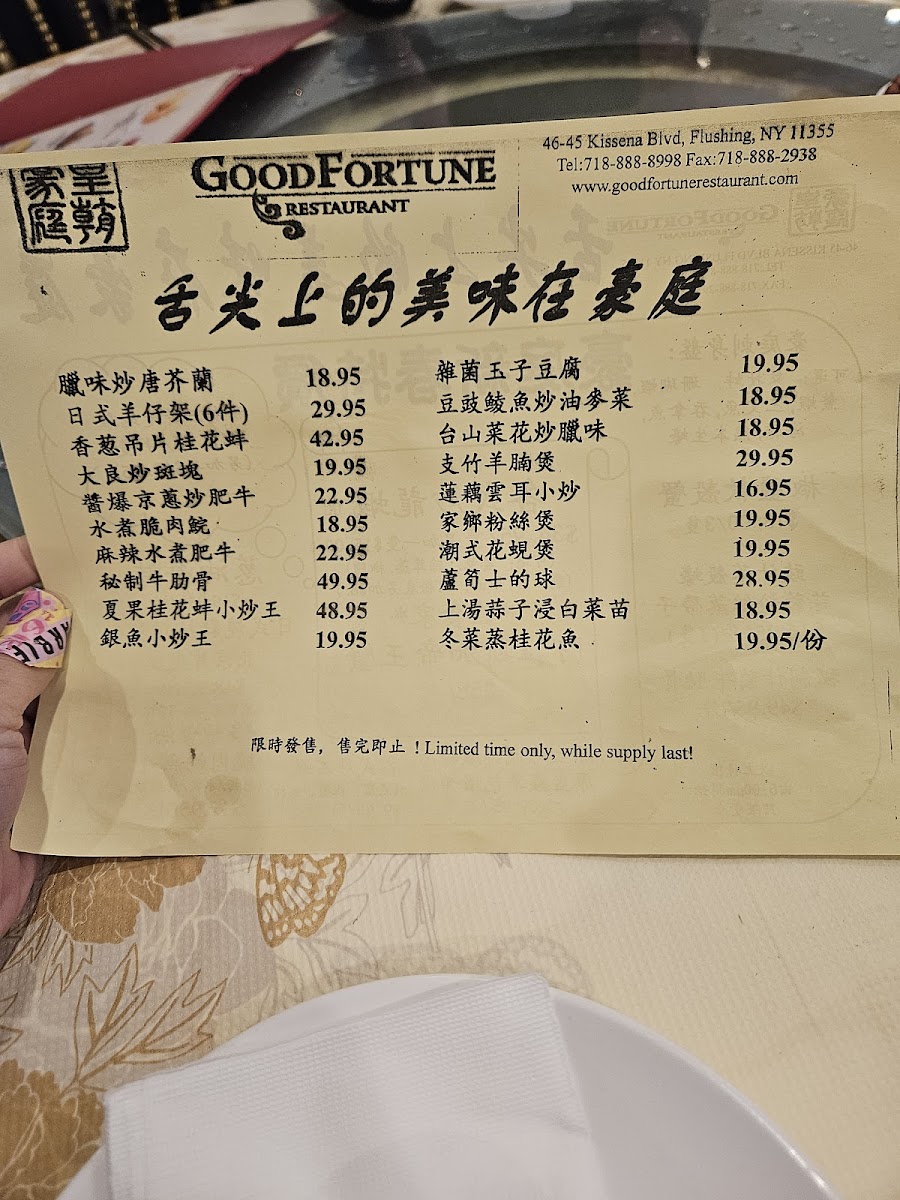 皇朝
豪庭
GOODFORTUNE
RESTAURANT
46-45 Kissena Blvd, Flushing, NY 11355
Tel:718-888-8998 Fax:718-888-2938
www.goodfortunerestaurant.com
舌尖上的美味在豪庭
臘味炒唐芥蘭 18.95
日式羊仔架(6件) 29.95
香葱吊片桂花蚌 42.95
大良炒斑塊 19.95
醬爆京蔥炒肥牛 22.95
水煮脆肉鯇 18.95
麻辣水煮肥牛 22.95
秘制牛肋骨 49.95
夏果桂花蚌小炒王 48.95
銀魚小炒王 19.95
雜菌玉子豆腐 19.95
豆豉鲮魚炒油麥菜 18.95
台山菜花炒臘味 18.95
支竹羊腩煲 29.95
蓮藕雲耳小炒 16.95
家鄉粉絲煲 19.95
潮式花蜆煲 19.95
蘆筍士的球 28.95
上湯蒜子浸白菜苗 18.95
冬菜蒸桂花魚 19.95/份
限時發售，售完即止！Limited time only, while supply last!